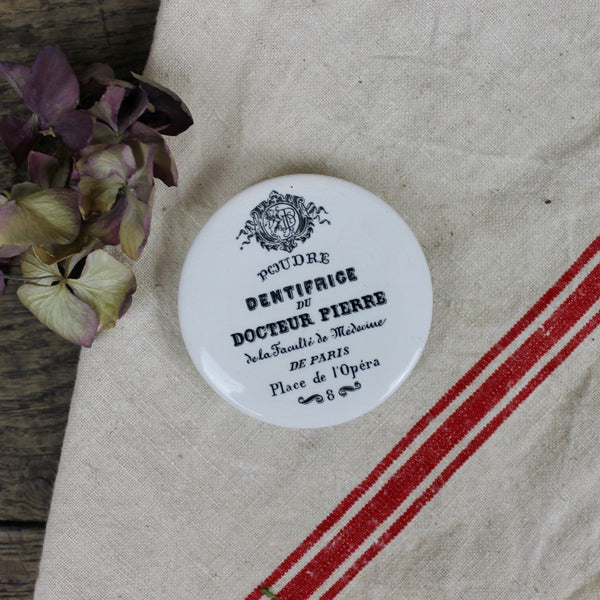 POUDRE
DENTIFRICE
DU
DOCTEUR PIERRE
de la Faculté de Médecine
DE PARIS
Place de l'Opéra
8